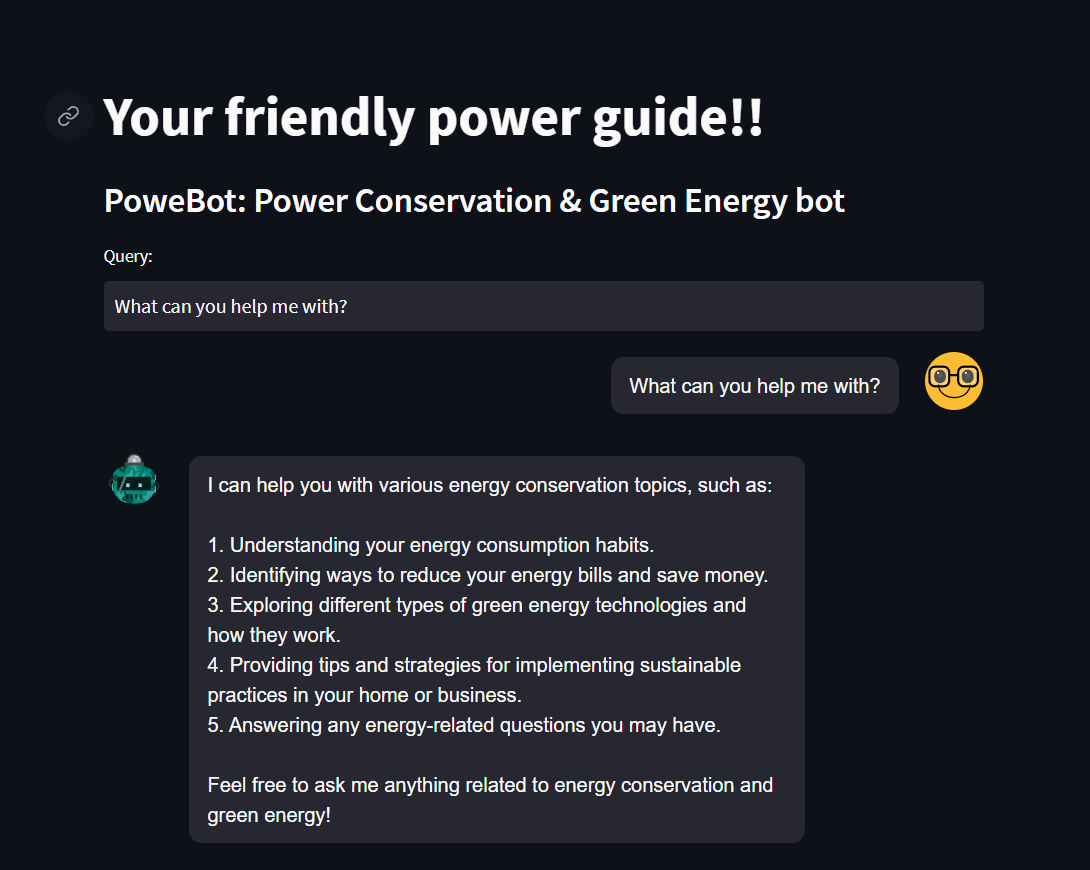 Your friendly power guide!!
PoweBot: Power Conservation & Green Energy bot
Query:
What can you help me with?
What can you help me with?
I can help you with various energy conservation topics, such as:
1. Understanding your energy consumption habits.
2. Identifying ways to reduce your energy bills and save money.
3. Exploring different types of green energy technologies and
how they work.
4. Providing tips and strategies for implementing sustainable
practices in your home or business.
5. Answering any energy-related questions you may have.
Feel free to ask me anything related to energy conservation and
green energy!